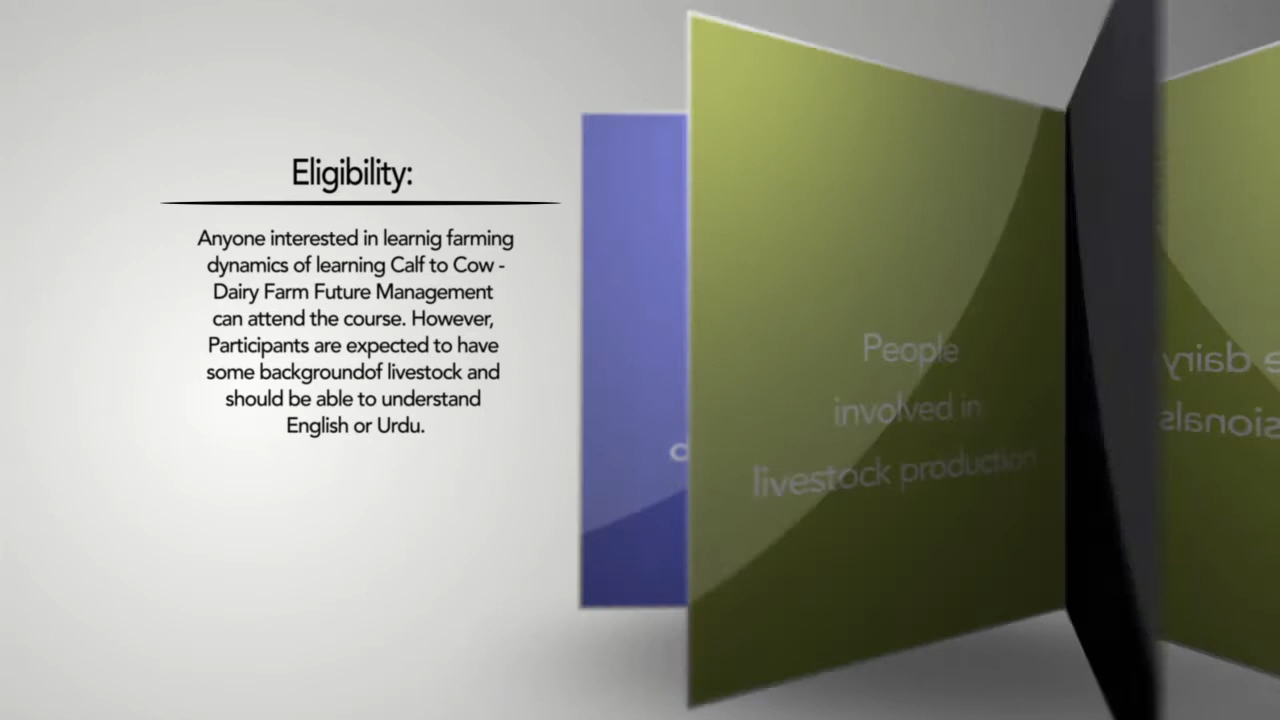 Eligibility:
Anyone interested in learnig farming
dynamics of learning Calf to Cow -
Dairy Farm Future Management
can attend the course. However,
Participants are expected to have
some backgroundof livestock and
should be able to understand
English or Urdu.
People
involved in
livestock production
dairy